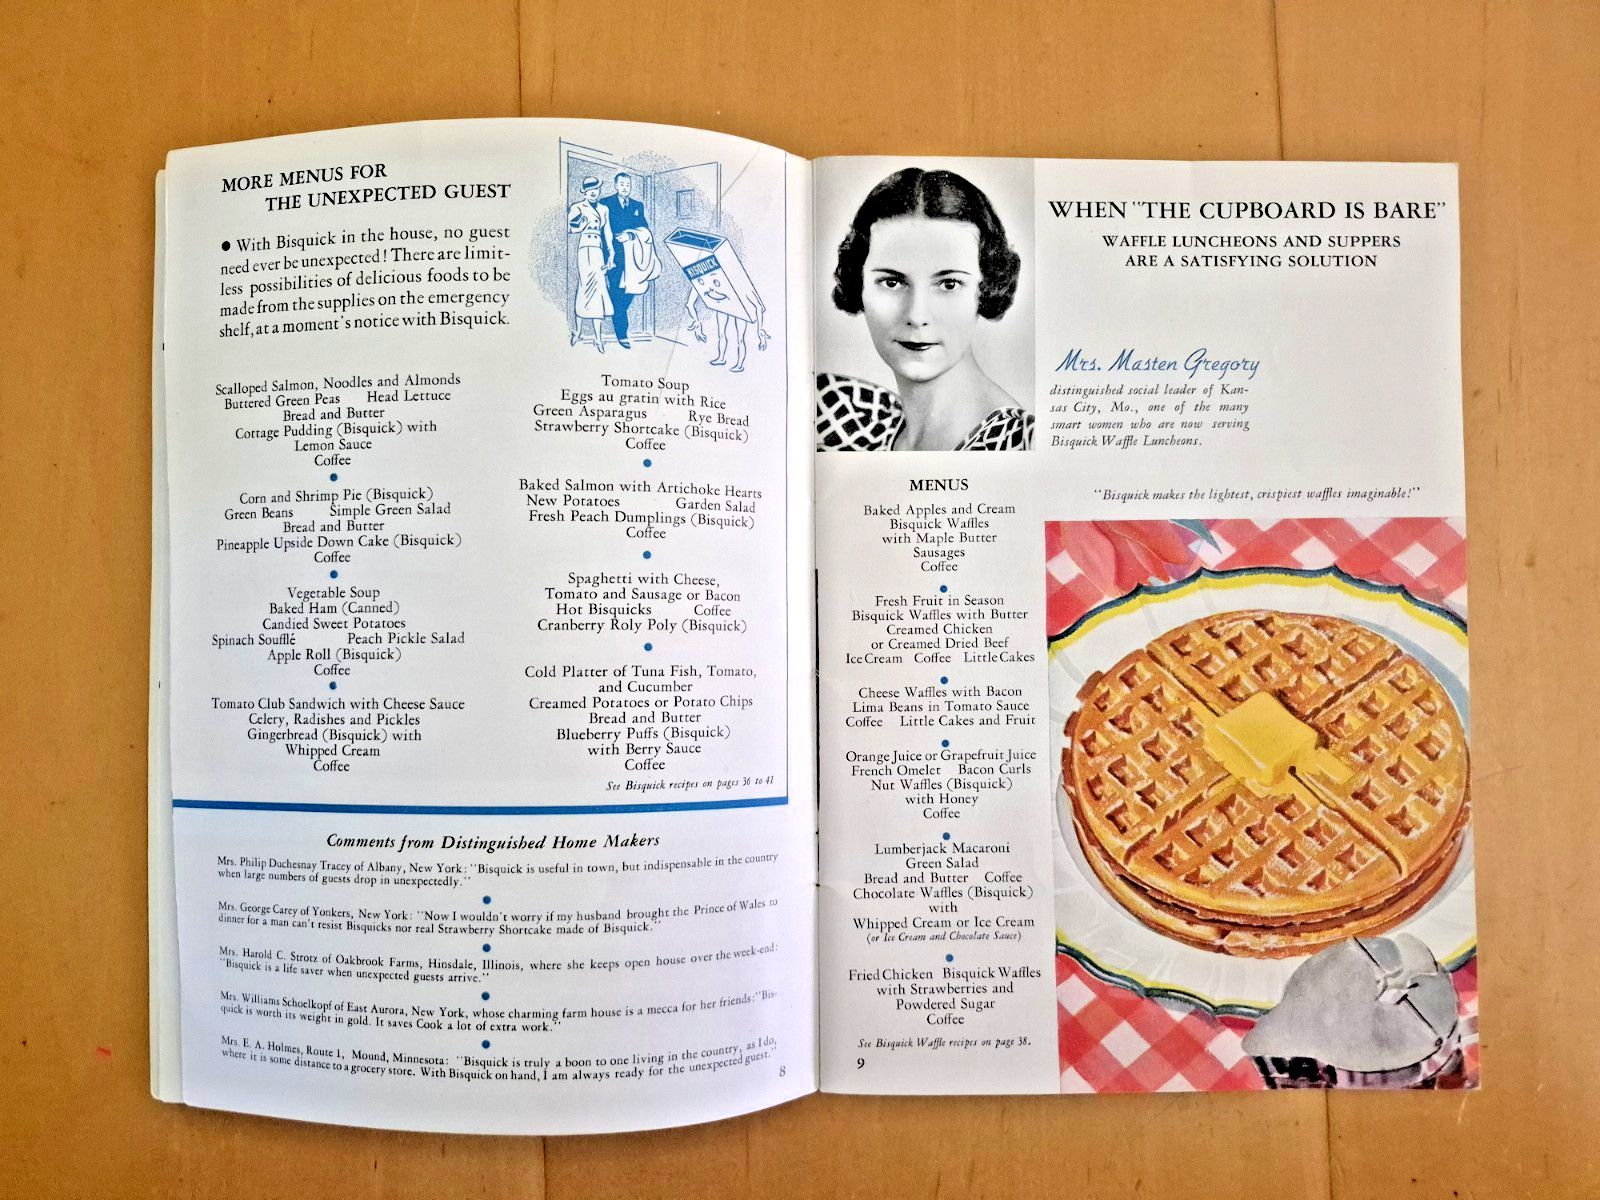 MORE MENUS FOR
THE UNEXPECTED GUEST
● With Bisquick in the house, no guest
need ever be unexpected! There are limit-
less possibilities of delicious foods to be
made from the supplies on the emergency
shelf, at a moment's notice with Bisquick.
BISQUICK
Scalloped Salmon, Noodles and Almonds
Buttered Green Peas Head Lettuce
Bread and Butter
Cottage Pudding (Bisquick) with
Lemon Sauce
Coffee
Corn and Shrimp Pie (Bisquick)
Green Beans Simple Green Salad
Bread and Butter
Pineapple Upside Down Cake (Bisquick)
Coffee
Vegetable Soup
Baked Ham (Canned)
Candied Sweet Potatoes
Spinach Soufflé Peach Pickle Salad
Apple Roll (Bisquick)
Coffee
Tomato Club Sandwich with Cheese Sauce
Celery, Radishes and Pickles
Gingerbread (Bisquick) with
Whipped Cream
Coffee
Tomato Soup
Eggs au gratin with Rice
Green Asparagus Rye Bread
Strawberry Shortcake (Bisquick)
Coffee
Baked Salmon with Artichoke Hearts
New Potatoes Garden Salad
Fresh Peach Dumplings (Bisquick)
Coffee
Spaghetti with Cheese,
Tomato and Sausage or Bacon
Hot Bisquicks Coffee
Cranberry Roly Poly (Bisquick)
Cold Platter of Tuna Fish, Tomato,
and Cucumber
Creamed Potatoes or Potato Chips
Bread and Butter
Blueberry Puffs (Bisquick)
with Berry Sauce
Coffee
See Bisquick recipes on pages 36 to 41
Comments from Distinguished Home Makers
Mrs. Philip Duchesnay Tracey of Albany, New York: "Bisquick is useful in town, but indispensable in the country
when large numbers of guests drop in unexpectedly."
Mrs. George Carey of Yonkers, New York: "Now I wouldn't worry if my husband brought the Prince of Wales to
dinner for a man can't resist Bisquicks nor real Strawberry Shortcake made of Bisquick."
Mrs. Harold C. Strotz of Oakbrook Farms, Hinsdale, Illinois, where she keeps open house over the week-end:
"Bisquick is a life saver when unexpected guests arrive."
Mrs. Williams Schoelkopf of East Aurora, New York, whose charming farm house is a mecca for her friends: "Bis-
quick is worth its weight in gold. It saves Cook a lot of extra work."
Mrs. E. A. Holmes, Route 1, Mound, Minnesota: "Bisquick is truly a boon to one living in the country, as I do,
where it is some distance to a grocery store. With Bisquick on hand, I am always ready for the unexpected guest."
8
WHEN "THE CUPBOARD IS BARE"
WAFFLE LUNCHEONS AND SUPPERS
ARE A SATISFYING SOLUTION
Mrs. Masten Gregory
distinguished social leader of Kan-
sas City, Mo., one of the many
smart women who are now serving
Bisquick Waffle Luncheons.
"Bisquick makes the lightest, crispiest waffles imaginable!"
MENUS
Baked Apples and Cream
Bisquick Waffles
with Maple Butter
Sausages
Coffee
Fresh Fruit in Season
Bisquick Waffles with Butter
Creamed Chicken
or Creamed Dried Beef
Ice Cream Coffee Little Cakes
Cheese Waffles with Bacon
Lima Beans in Tomato Sauce
Coffee Little Cakes and Fruit
Orange Juice or Grapefruit Juice
French Omelet Bacon Curls
Nut Waffles (Bisquick)
with Honey
Coffee
Lumberjack Macaroni
Green Salad
Bread and Butter Coffee
Chocolate Waffles (Bisquick)
with
Whipped Cream or Ice Cream
(or Ice Cream and Chocolate Sauce)
Fried Chicken Bisquick Waffles
with Strawberries and
Powdered Sugar
Coffee
See Bisquick Waffle recipes on page 38.
9